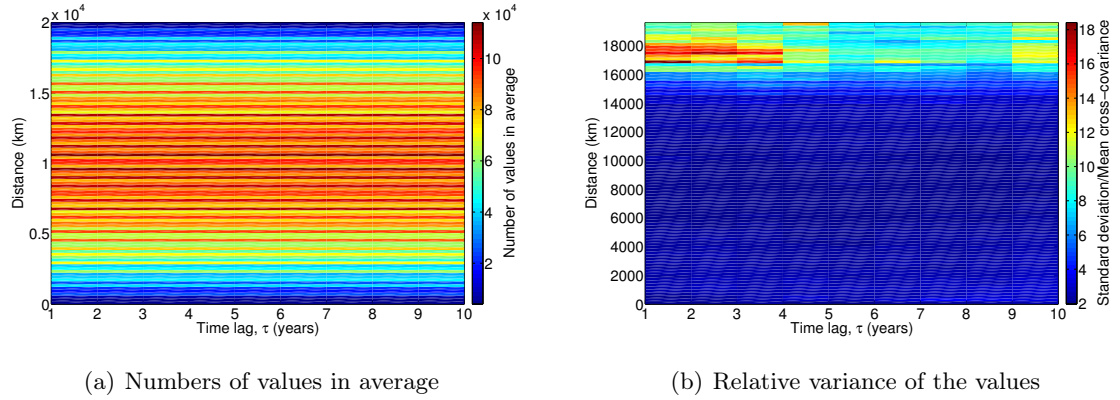 x 10⁴
2
1.5
1
0.5
0
Distance (km)
1 2 3 4 5 6 7 8 9 10
Time lag, τ (years)
x 10⁴
10
8
6
4
2
Number of values in average
(a) Numbers of values in average
18000
16000
14000
12000
10000
8000
6000
4000
2000
0
Distance (km)
1 2 3 4 5 6 7 8 9 10
Time lag, τ (years)
18
16
14
12
10
8
6
4
2
Standard deviation/Mean cross−covariance
(b) Relative variance of the values